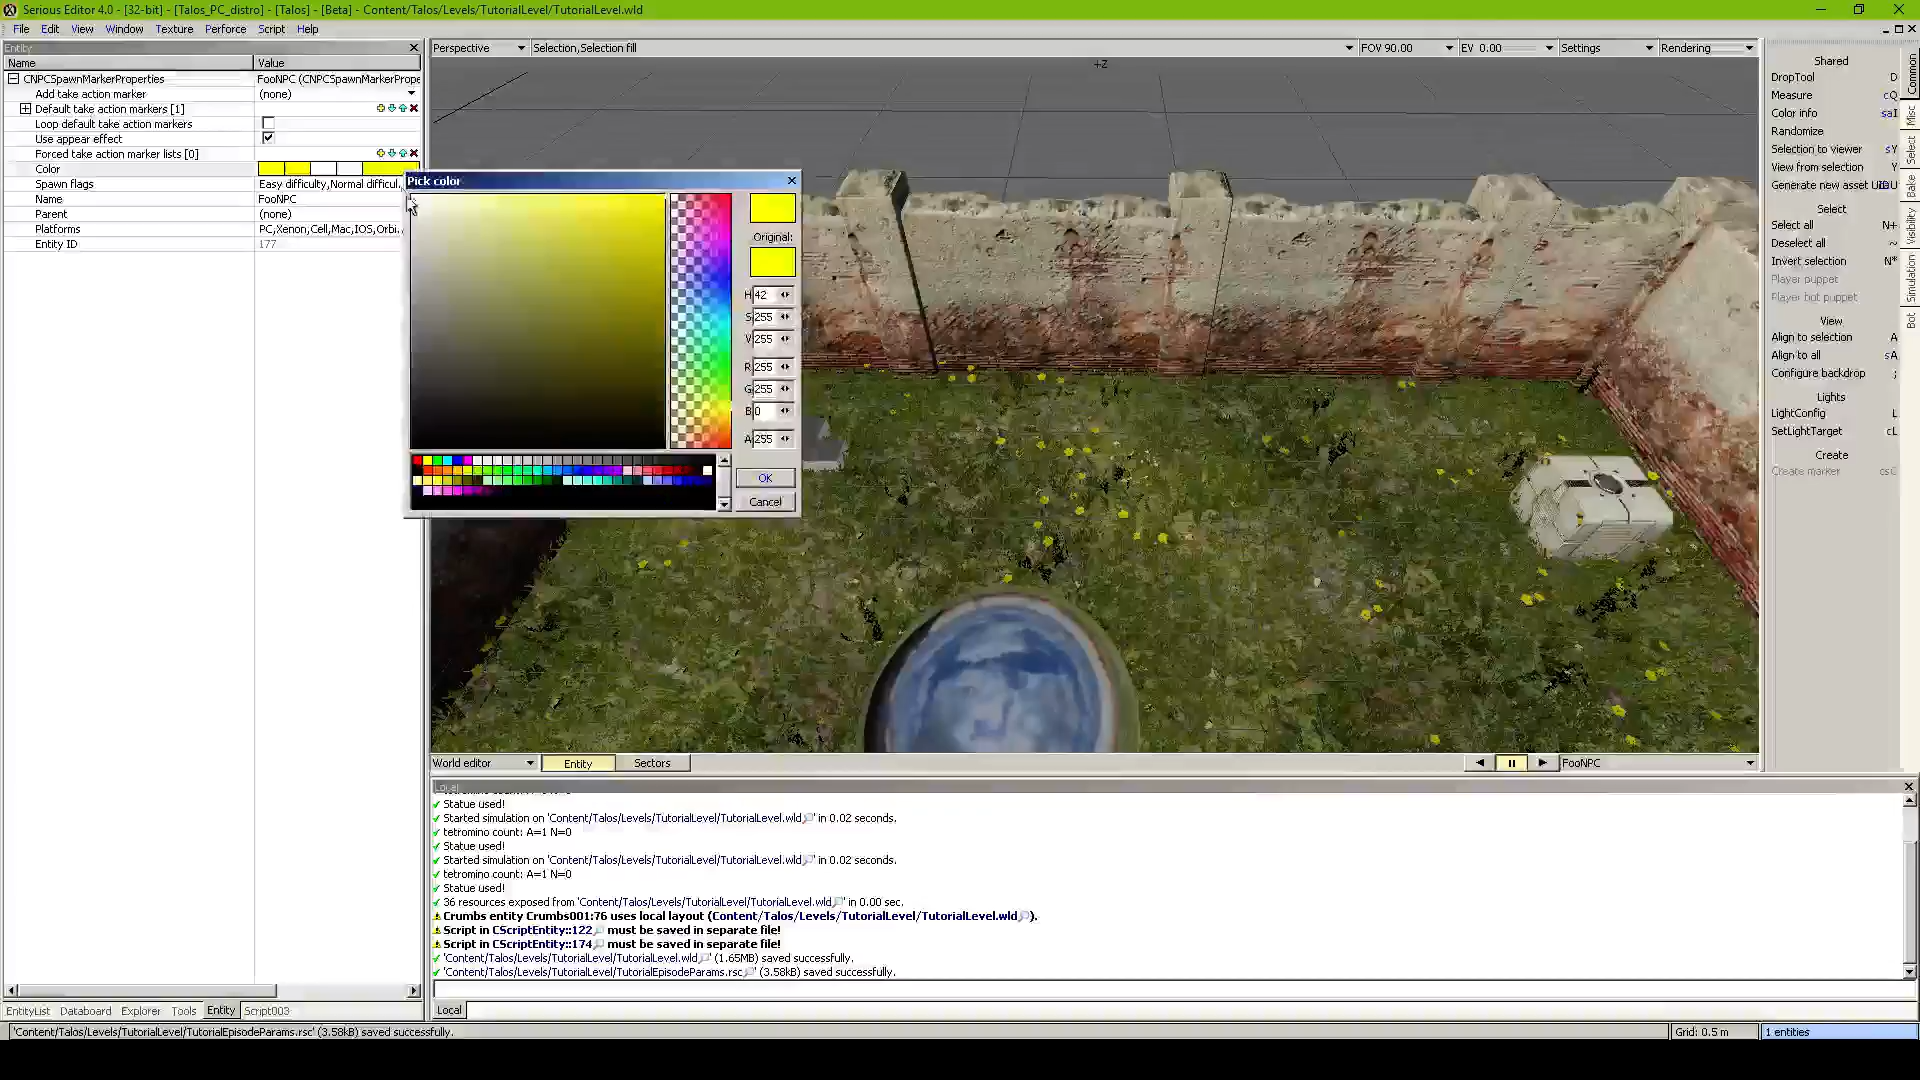 Serious Editor 4.0 - [32-bit] - [Talos_PC_distro] - [Talos] - [Beta] - Content/Talos/Levels/TutorialLevel/TutorialLevel.wld
File Edit View Window Texture Perforce Script Help
Entity
Name Value
CNPCSpawnMarkerProperties FooNPC (CNPCSpawnMarkerPrope
Add take action marker (none)
Default take action markers [1]
Loop default take action markers
Use appear effect
Forced take action marker lists [0]
Color
Spawn flags Easy difficulty,Normal difficul...
Name FooNPC
Parent (none)
Platforms PC,Xenon,Cell,Mac,IOS,Orbi...
Entity ID 177
Perspective Selection,Selection fill FOV 90.00 EV 0.00 Settings Rendering
+Z
Pick color
Original:
H 42
S 255
V 255
R 255
G 255
B 0
A 255
OK
Cancel
Shared
DropTool D
Measure cQ
Color info saI
Randomize
Selection to viewer sY
View from selection Y
Generate new asset
Select
Select all N+
Deselect all ~
Invert selection N*
Player puppet
Player bot puppet
View
Align to selection A
Align to all sA
Configure backdrop ;
Lights
LightConfig L
SetLightTarget cL
Create
Create marker csC
Common
Misc
Select
Bake
Visibility
Simulation
Bot
World editor Entity Sectors FooNPC
Local
Statue used!
Started simulation on 'Content/Talos/Levels/TutorialLevel/TutorialLevel.wld' in 0.02 seconds.
tetromino count: A=1 N=0
Statue used!
Started simulation on 'Content/Talos/Levels/TutorialLevel/TutorialLevel.wld' in 0.02 seconds.
tetromino count: A=1 N=0
Statue used!
36 resources exposed from 'Content/Talos/Levels/TutorialLevel/TutorialLevel.wld' in 0.00 sec.
Crumbs entity Crumbs001:76 uses local layout (Content/Talos/Levels/TutorialLevel/TutorialLevel.wld).
Script in CScriptEntity::122 must be saved in separate file!
Script in CScriptEntity::174 must be saved in separate file!
'Content/Talos/Levels/TutorialLevel/TutorialLevel.wld' (1.65MB) saved successfully.
'Content/Talos/Levels/TutorialLevel/TutorialEpisodeParams.rsc' (3.58kB) saved successfully.
Local
EntityList Databoard Explorer Tools Entity Script003
'Content/Talos/Levels/TutorialLevel/TutorialEpisodeParams.rsc' (3.58kB) saved successfully. Grid: 0.5 m 1 entities